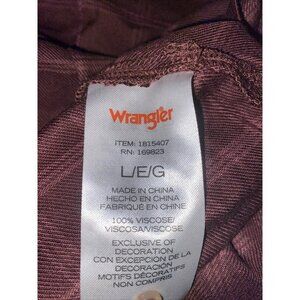 Wrangler
ITEM: 1815407
RN: 169823
L/E/G
MADE IN CHINA
HECHO EN CHINA
FABRIQUÉ EN CHINE
100% VISCOSE/
VISCOSA/VISCOSE
EXCLUSIVE OF
DECORATION
CON EXCEPCION DE LA
DECORACION
MOTIFS DÉCORATIFS
NON COMPRIS